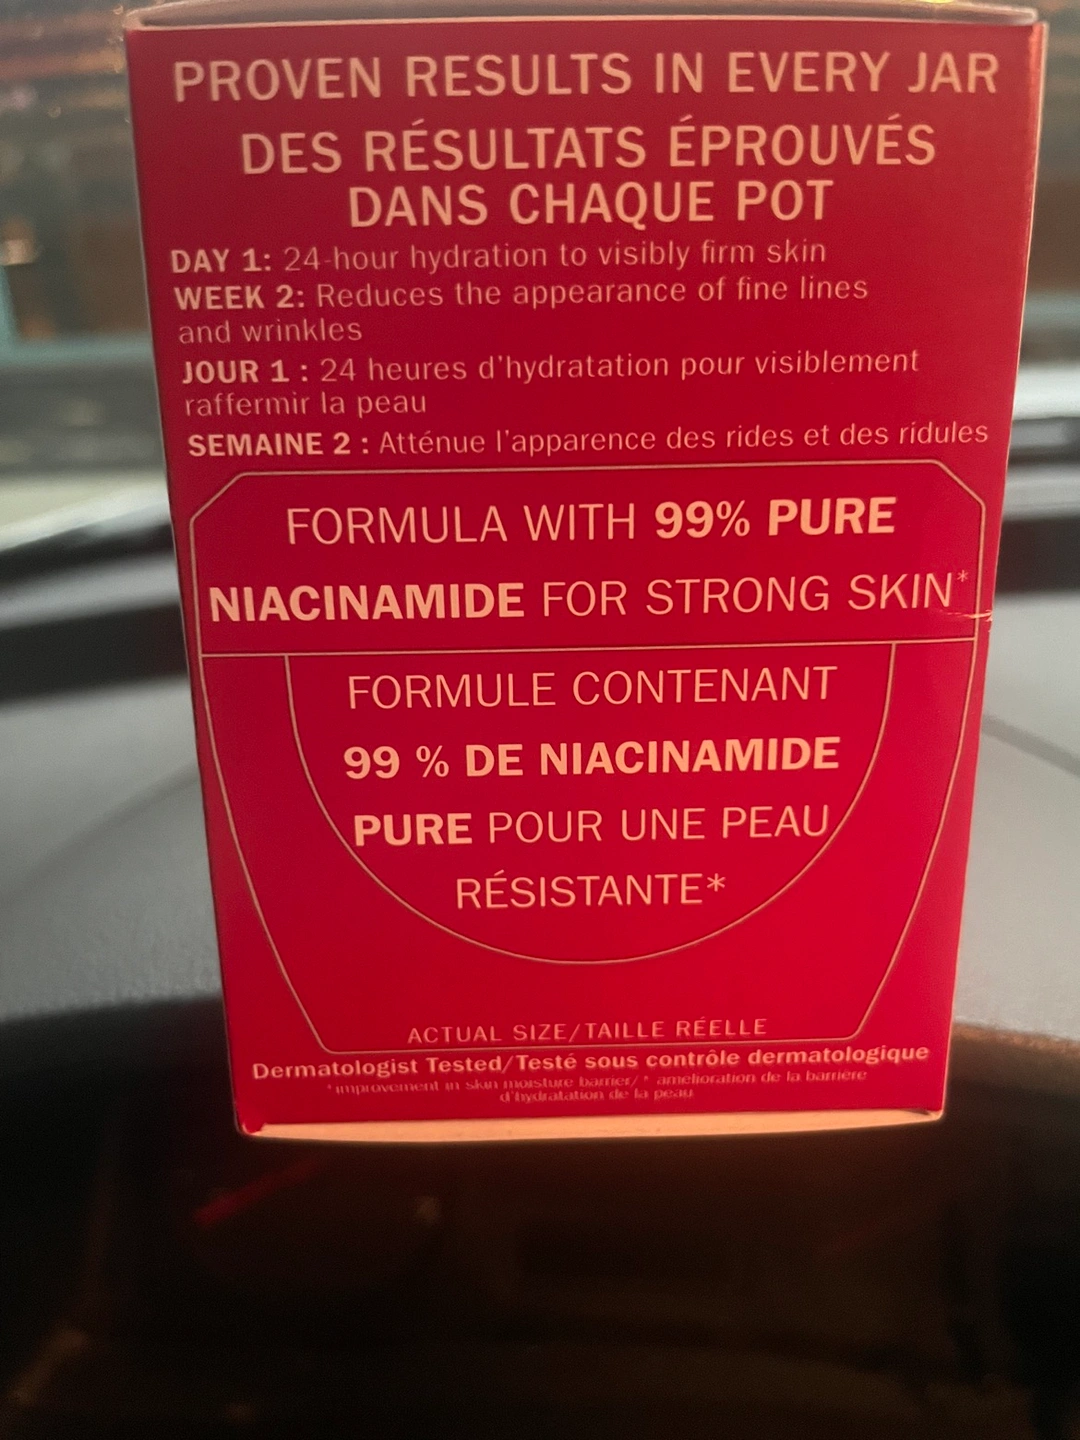 PROVEN RESULTS IN EVERY JAR
DES RÉSULTATS ÉPROUVÉS
DANS CHAQUE POT
DAY 1: 24-hour hydration to visibly firm skin
WEEK 2: Reduces the appearance of fine lines
and wrinkles
JOUR 1 : 24 heures d'hydratation pour visiblement
raffermir la peau
SEMAINE 2 : Atténue l'apparence des rides et des ridules
FORMULA WITH 99% PURE
NIACINAMIDE FOR STRONG SKIN*
FORMULE CONTENANT
99 % DE NIACINAMIDE
PURE POUR UNE PEAU
RÉSISTANTE*
ACTUAL SIZE/TAILLE RÉELLE
Dermatologist Tested/Testé sous contrôle dermatologique
*improvement in skin moisture barrier/ * amelioration de la barrière
d'hydratation de la peau